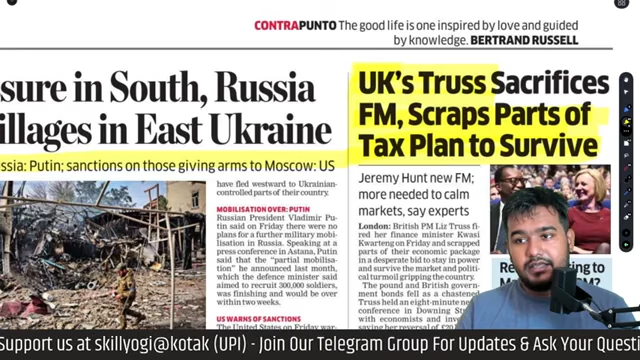 CONTRAPUNTO The good life is one inspired by love and guided
by knowledge. BERTRAND RUSSELL
sure in South, Russia
illages in East Ukraine
ssia: Putin; sanctions on those giving arms to Moscow: US
have fled westward to Ukrainian-
controlled parts of their country.
MOBILISATION OVER: PUTIN
Russian President Vladimir Pu-
tin said on Friday there were no
plans for a further military mobi-
lisation in Russia. Speaking at a
press conference in Astana, Putin
said that the “partial mobilisa-
tion” he announced last month,
which the defence minister said
aimed to recruit 300,000 soldiers,
was finishing and would be over
within two weeks.
US WARNS OF SANCTIONS
The United States on Friday war-
UK's Truss Sacrifices
FM, Scraps Parts of
Tax Plan to Survive
Jeremy Hunt new FM;
more needed to calm
markets, say experts
London: British PM Liz Truss fi-
red her finance minister Kwasi
Kwarteng on Friday and scrapped
parts of their economic package
in a desperate bid to stay in power
and survive the market and politi-
cal turmoil gripping the country.
The pound and British govern-
ment bonds fell as a chastened
Truss held an eight-minute news
conference in Downing Str
with economists and inves
saying her reversal of £20
Support us at skillyogi@kotak (UPI) - Join Our Telegram Group For Updates & Ask Your Questi